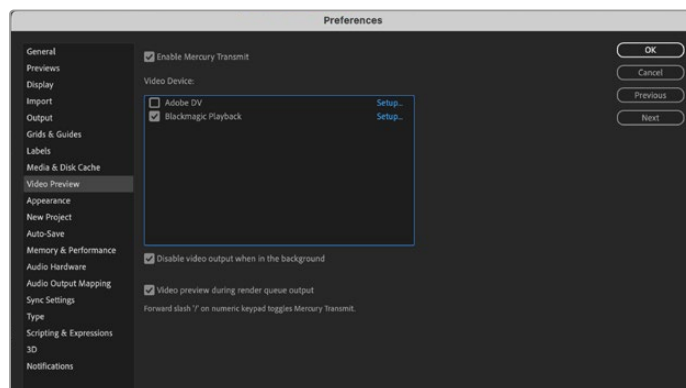 Preferences
General
Previews
Display
Import
Output
Grids & Guides
Labels
Media & Disk Cache
Video Preview
Appearance
New Project
Auto-Save
Memory & Performance
Audio Hardware
Audio Output Mapping
Sync Settings
Type
Scripting & Expressions
3D
Notifications
Enable Mercury Transmit
Video Device:
Adobe DV Setup...
Blackmagic Playback Setup...
Disable video output when in the background
Video preview during render queue output
Forward slash '/' on numeric keypad toggles Mercury Transmit.
OK
Cancel
Previous
Next